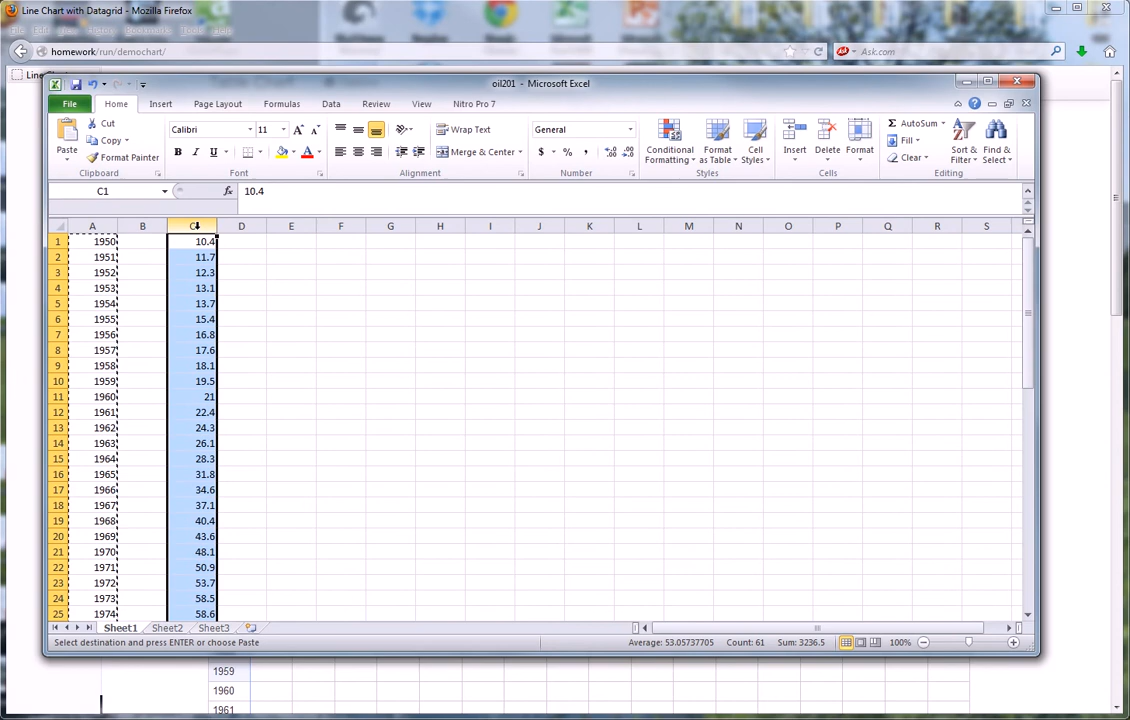 Line Chart with Datagrid - Mozilla Firefox
homework/run/demochart/
Ask.com
oil201 - Microsoft Excel
File Home Insert Page Layout Formulas Data Review View Nitro Pro 7
Paste
Cut
Copy
Format Painter
Clipboard
Calibri 11
B I U
Font
Wrap Text
Merge & Center
Alignment
General
$ % ,
Number
Conditional Formatting
Format as Table
Cell Styles
Styles
Insert Delete Format
Cells
AutoSum
Fill
Clear
Sort & Filter
Find & Select
Editing
C1 fx 10.4
A B C D E F G H I J K L M N O P Q R S
1 1950 10.4
2 1951 11.7
3 1952 12.3
4 1953 13.1
5 1954 13.7
6 1955 15.4
7 1956 16.8
8 1957 17.6
9 1958 18.1
10 1959 19.5
11 1960 21
12 1961 22.4
13 1962 24.3
14 1963 26.1
15 1964 28.3
16 1965 31.8
17 1966 34.6
18 1967 37.1
19 1968 40.4
20 1969 43.6
21 1970 48.1
22 1971 50.9
23 1972 53.7
24 1973 58.5
25 1974 58.6
Sheet1 Sheet2 Sheet3
Select destination and press ENTER or choose Paste Average: 53.05737705 Count: 61 Sum: 3236.5 100%
1959
1960
1961